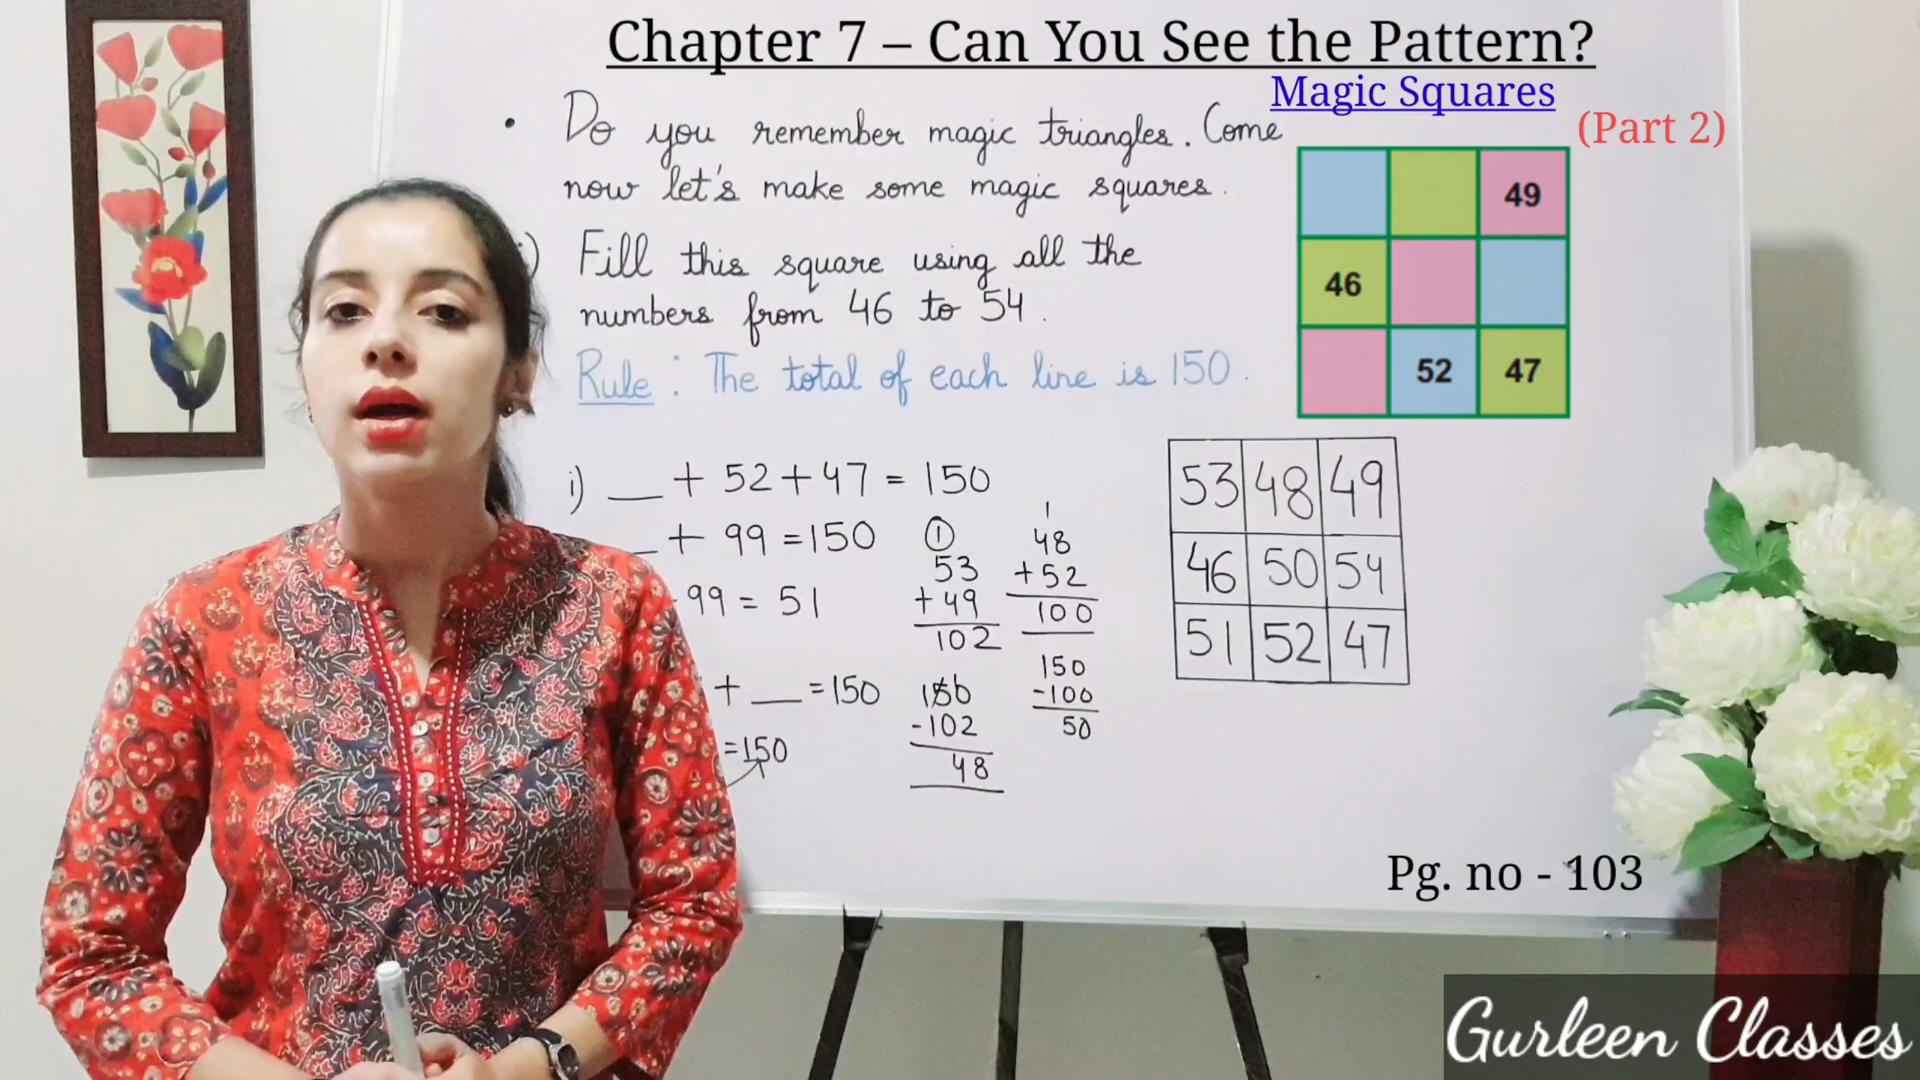 Chapter 7 – Can You See the Pattern?
Magic Squares
(Part 2)
• Do you remember magic triangles. Come
now let's make some magic squares.
) Fill this square using all the
numbers from 46 to 54.
Rule: The total of each line is 150.
49
46
52 47
i) __ + 52 + 47 = 150
_ + 99 = 150
99 = 51
+ __ = 150
= 150
1
53
+ 49
102
150
- 102
48
1
48
+ 52
100
150
- 100
50
53 48 49
46 50 54
51 52 47
Pg. no - 103
Gurleen Classes